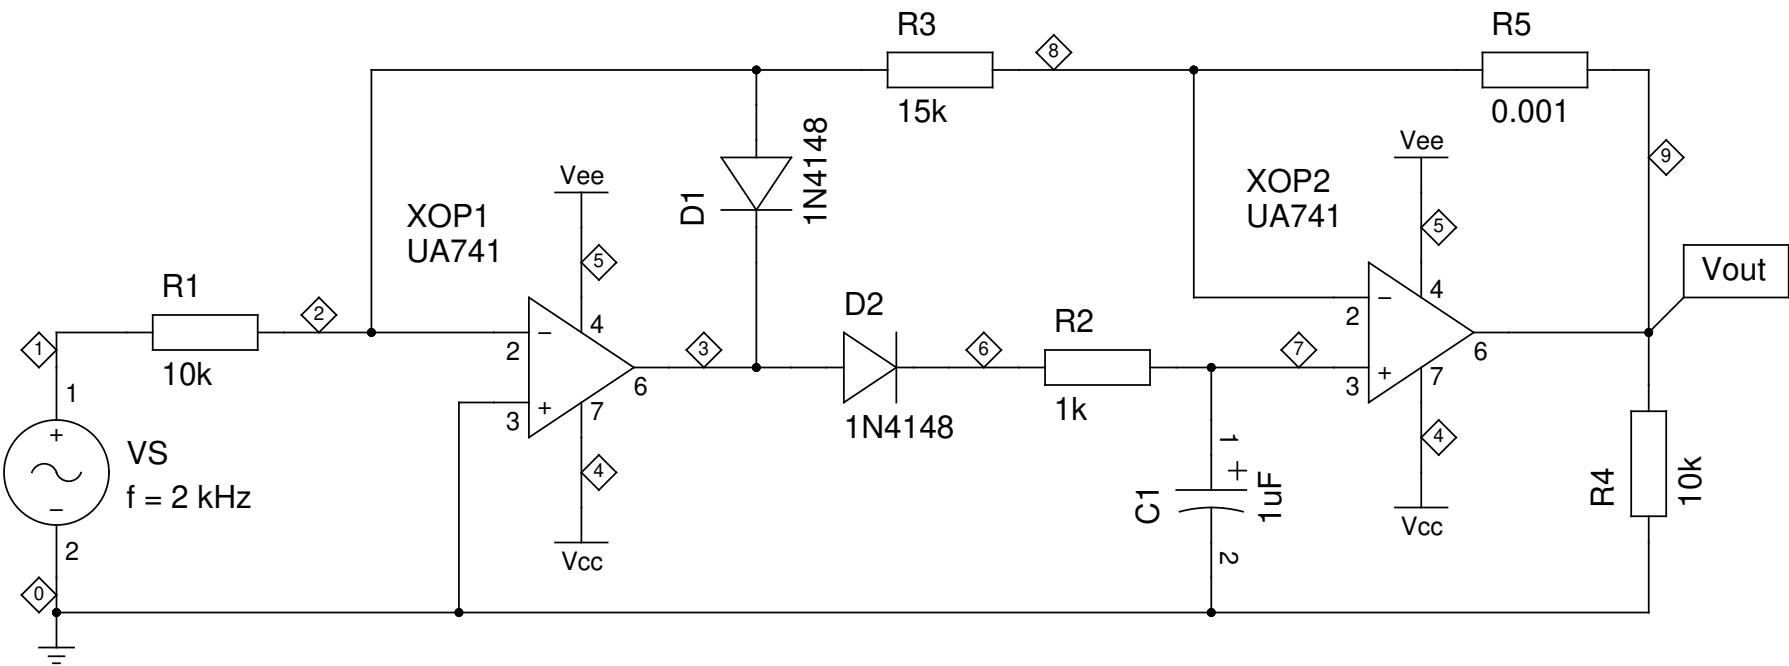 R3
8
R5
15k
0.001
Vee
Vee
9
1N4148
D1
XOP1
UA741
XOP2
UA741
5
5
Vout
R1
2
D2
R2
4
1
−
4
2
3
6
7
−
2
6
10k
6
3
+
7
1
3
+
7
1k
1N4148
4
+
VS
f = 2 kHz
4
1
+
C1
1uF
R4
10k
−
Vcc
Vcc
2
2
0